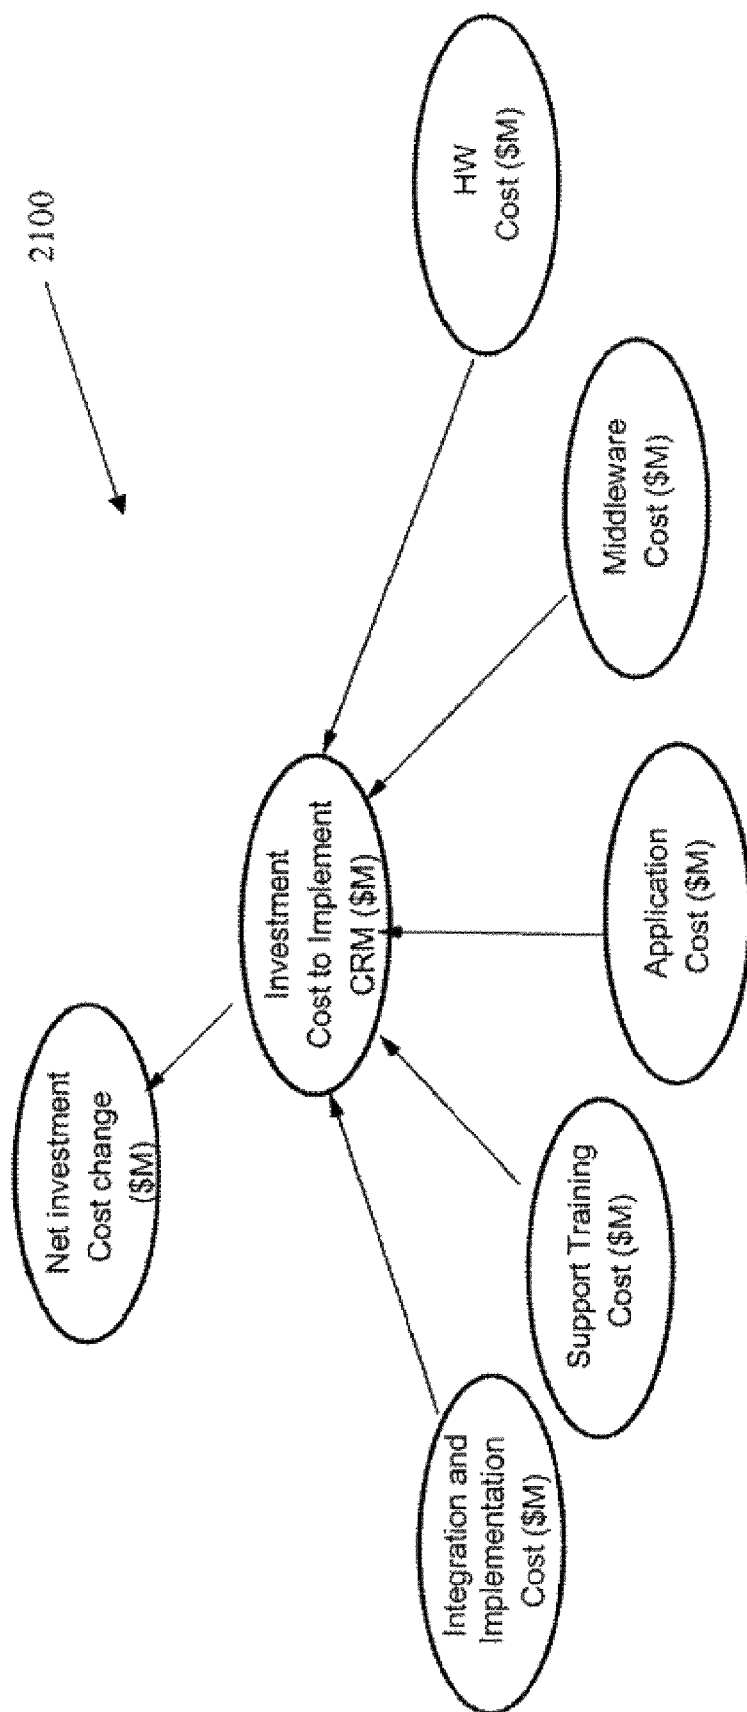 2100
Net investment
Cost change
($M)
Investment
Cost to Implement
CRM ($M)
Integration and
Implementation
Cost ($M)
Support Training
Cost ($M)
Application
Cost ($M)
Middleware
Cost ($M)
HW
Cost ($M)